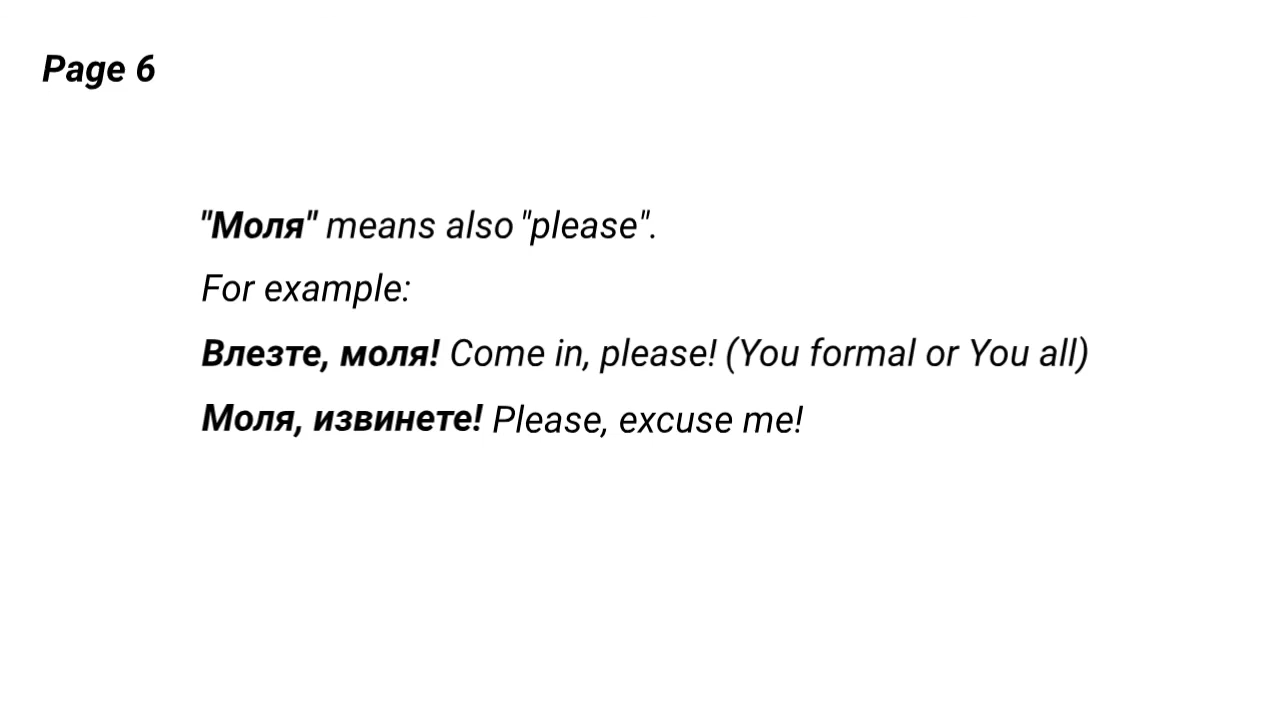 Page 6
"Моля" means also "please".
For example:
Влезте, моля! Come in, please! (You formal or You all)
Моля, извинете! Please, excuse me!